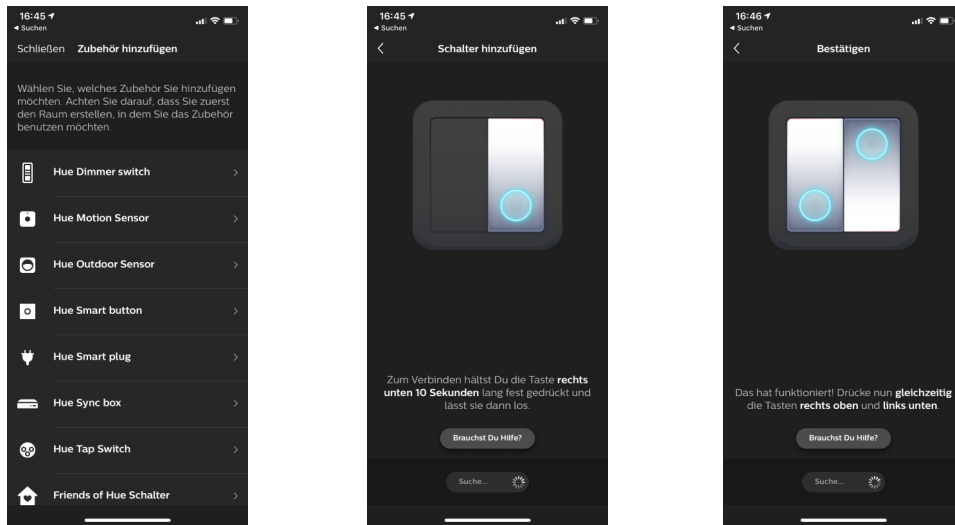 16:45
◀ Suchen
Schließen Zubehör hinzufügen
Wählen Sie, welches Zubehör Sie hinzufügen
möchten. Achten Sie darauf, dass Sie zuerst
den Raum erstellen, in dem Sie das Zubehör
benutzen möchten.
Hue Dimmer switch
Hue Motion Sensor
Hue Outdoor Sensor
Hue Smart button
Hue Smart plug
Hue Sync box
Hue Tap Switch
Friends of Hue Schalter
16:45
◀ Suchen
Schalter hinzufügen
Zum Verbinden hältst Du die Taste rechts
unten 10 Sekunden lang fest gedrückt und
lässt sie dann los.
Brauchst Du Hilfe?
Suche...
16:46
◀ Suchen
Bestätigen
Das hat funktioniert! Drücke nun gleichzeitig
die Tasten rechts oben und links unten.
Brauchst Du Hilfe?
Suche...